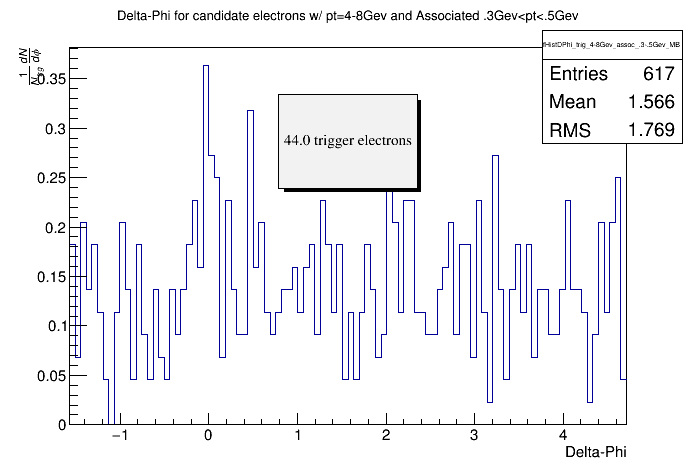 Delta-Phi for candidate electrons w/ pt=4-8Gev and Associated .3Gev<pt<.5Gev
fHistDPhi_trig_4-8Gev_assoc_.3-.5Gev_MB
Entries 617
Mean 1.566
RMS 1.769
44.0 trigger electrons
1 dN
dϕ
0.35
0.3
0.25
0.2
0.15
0.1
0.05
0
−1 0 1 2 3 4
Delta-Phi